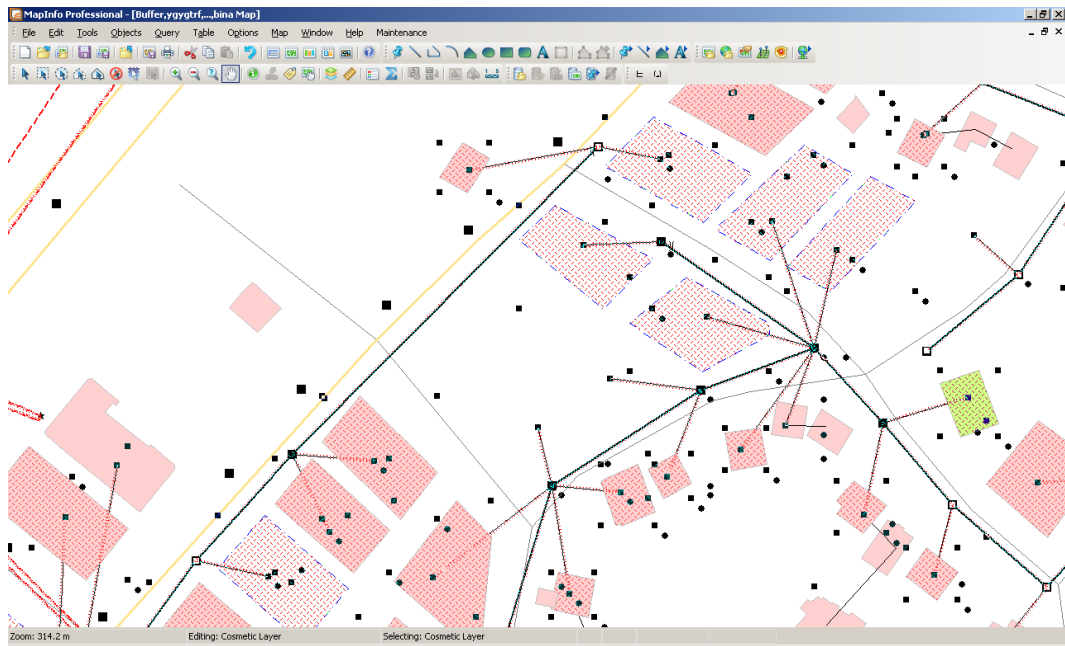 MapInfo Professional - [Buffer,ygygtrf,...,bina Map]
File Edit Tools Objects Query Table Options Map Window Help Maintenance
Zoom: 314.2 m Editing: Cosmetic Layer Selecting: Cosmetic Layer